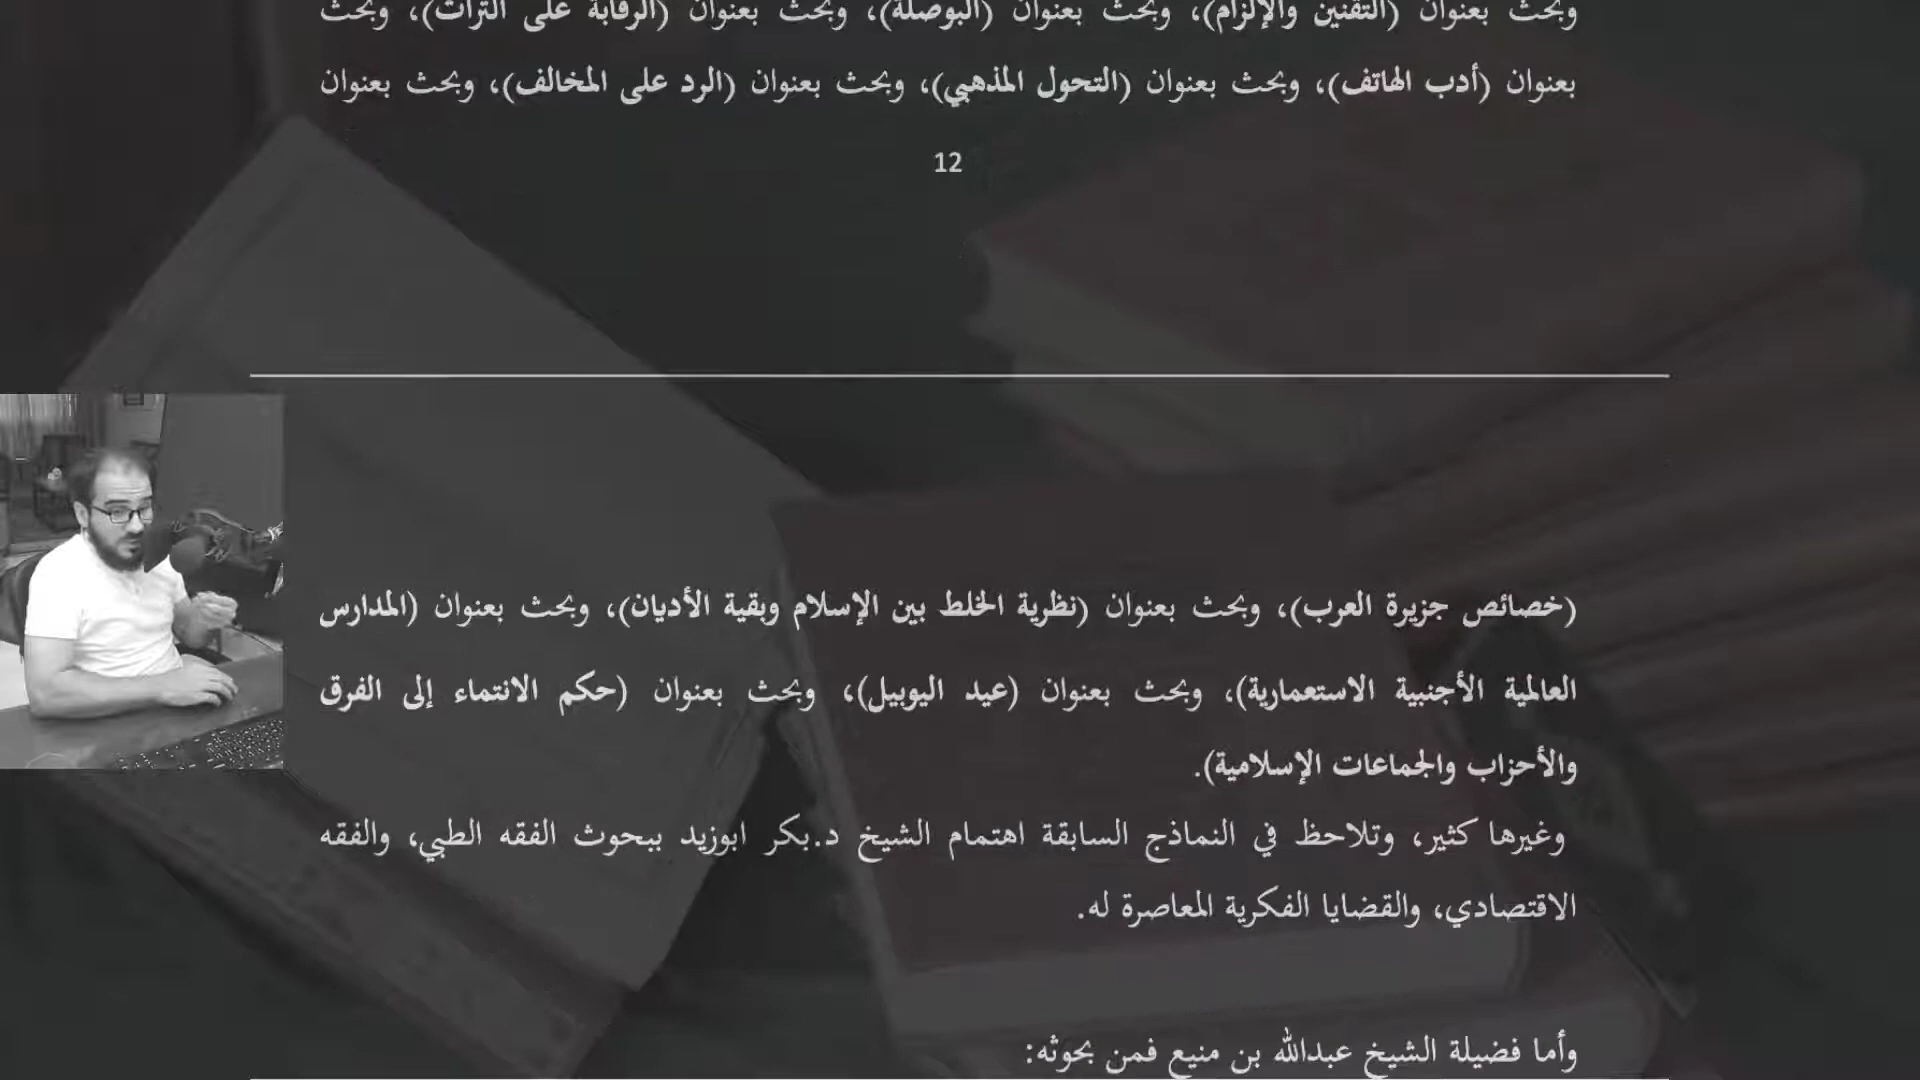 وبحث بعنوان (التقنين والإلزام)، وبحث بعنوان (البوصلة)، وبحث بعنوان (الرقابة على التراث)، وبحث
بعنوان (أدب الهاتف)، وبحث بعنوان (التحول المذهبي)، وبحث بعنوان (الرد على المخالف)، وبحث بعنوان
12
(خصائص جزيرة العرب)، وبحث بعنوان (نظرية الخلط بين الإسلام وبقية الأديان)، وبحث بعنوان (المدارس
العالمية الأجنبية الاستعمارية)، وبحث بعنوان (عيد اليوبيل)، وبحث بعنوان (حكم الانتماء إلى الفرق
والأحزاب والجماعات الإسلامية).
وغيرها كثير، وتلاحظ في النماذج السابقة اهتمام الشيخ د.بكر ابوزيد ببحوث الفقه الطبي، والفقه
الاقتصادي، والقضايا الفكرية المعاصرة له.
وأما فضيلة الشيخ عبدالله بن منيع فمن بحوثه: